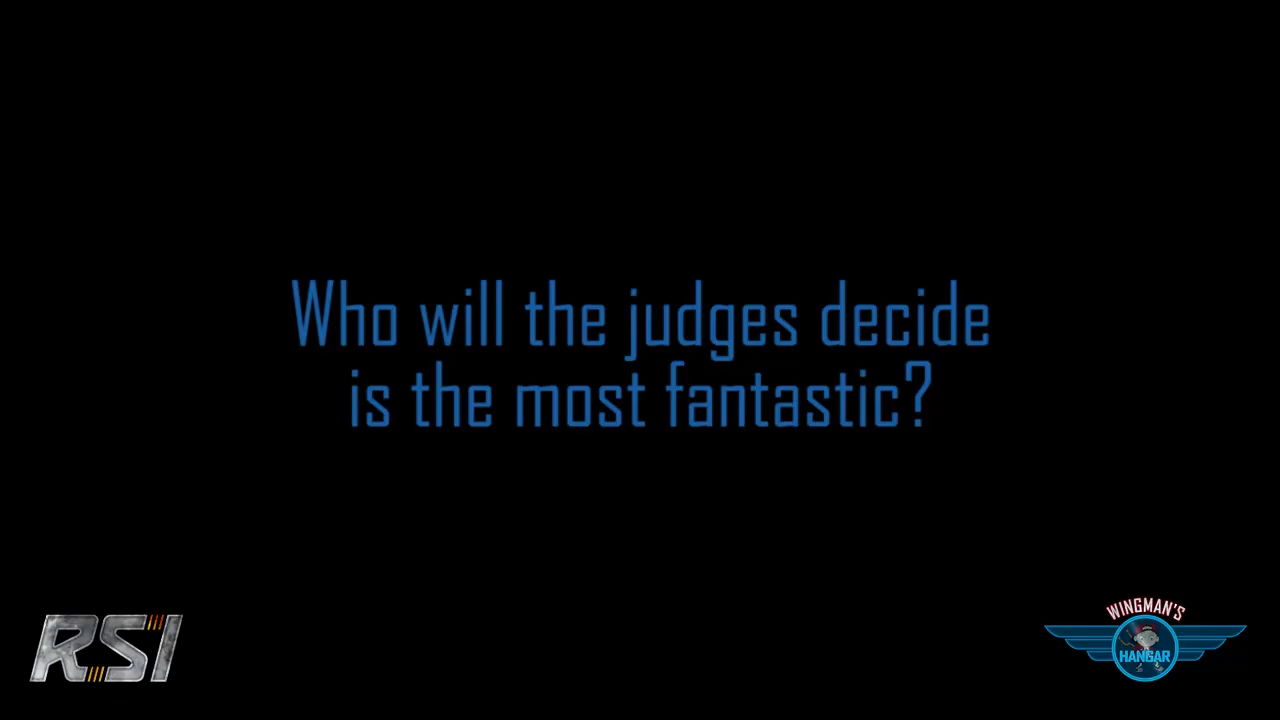 Who will the judges decide
is the most fantastic?
RSI
WINGMAN'S
HANGAR